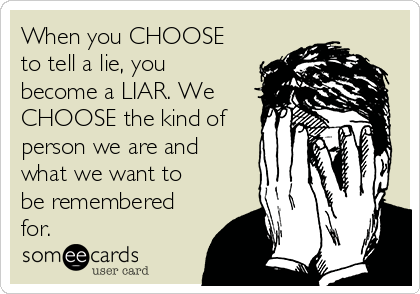 When you CHOOSE
to tell a lie, you
become a LIAR. We
CHOOSE the kind of
person we are and
what we want to
be remembered
for.
someecards
user card